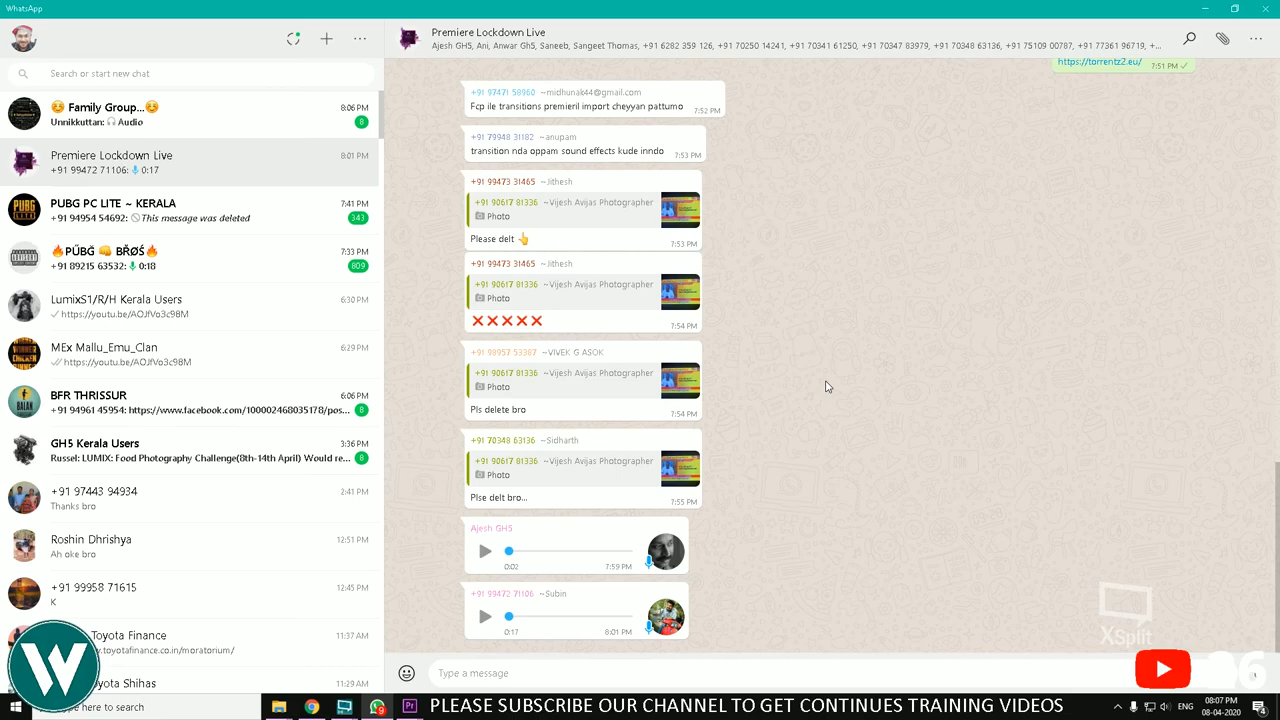 WhatsApp
Search or start new chat
Family Group... 8:06 PM
Unnikkuttan: Audio 8
Premiere Lockdown Live 8:01 PM
+91 99472 71106: 0:17
PUBG PC LITE ~ KERALA 7:41 PM
+91 94954 54692: This message was deleted 343
PŰBĞ BŘØŠ 7:33 PM
+91 89215 63532: 0:18 809
LumixS1/R/H Kerala Users 6:30 PM
https://youtu.be/AOJfVo3c98M
MEx Mallu_Emu_Clan 6:29 PM
https://youtu.be/AOJfVo3c98M
BFR THRISSUR 6:06 PM
+91 94961 45954: https://www.facebook.com/100002468035178/pos... 8
GH5 Kerala Users 3:36 PM
Russel: LUMIX: Food Photography Challenge(8th-14th April) Would re... 8
+91 97443 94934 2:41 PM
Thanks bro
Roshin Dhrishya 12:51 PM
Ah oke bro
+91 99958 71615 12:45 PM
K
Toyota Finance 11:37 AM
toyotafinance.co.in/moratorium/
Toyota Shihas 11:29 AM
Premiere Lockdown Live
Ajesh GH5, Ani, Anwar Gh5, Saneeb, Sangeet Thomas, +91 6282 359 126, +91 70250 14241, +91 70341 61250, +91 70347 83979, +91 70348 63136, +91 75109 00787, +91 77361 96719, +...
https://torrentz2.eu/ 7:51 PM
+91 97471 58960 ~midhunak44@gmail.com
Fcp ile transitions premieril import cheyyan pattumo 7:52 PM
+91 79948 31182 ~anupam
transition nda oppam sound effects kude inndo 7:53 PM
+91 99473 31465 ~Jithesh
+91 90617 81336 ~Vijesh Avijas Photographer
Photo
Please delt 7:53 PM
+91 99473 31465 ~Jithesh
+91 90617 81336 ~Vijesh Avijas Photographer
Photo
7:54 PM
+91 98957 53387 ~VIVEK G ASOK
+91 90617 81336 ~Vijesh Avijas Photographer
Photo
Pls delete bro 7:54 PM
+91 70348 63136 ~Sidharth
+91 90617 81336 ~Vijesh Avijas Photographer
Photo
Plse delt bro... 7:55 PM
Ajesh GH5
0:02 7:59 PM
+91 99472 71106 ~Subin
0:17 8:01 PM
XSplit
Type a message
W
here to search
9
Pr
PLEASE SUBSCRIBE OUR CHANNEL TO GET CONTINUES TRAINING VIDEOS
ENG
08:07 PM
08-04-2020
4